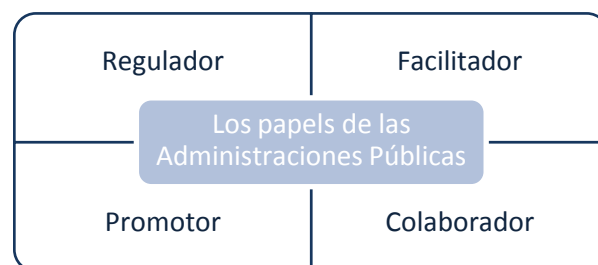 Regulador
Facilitador
Los papels de las
Administraciones Públicas
Promotor
Colaborador